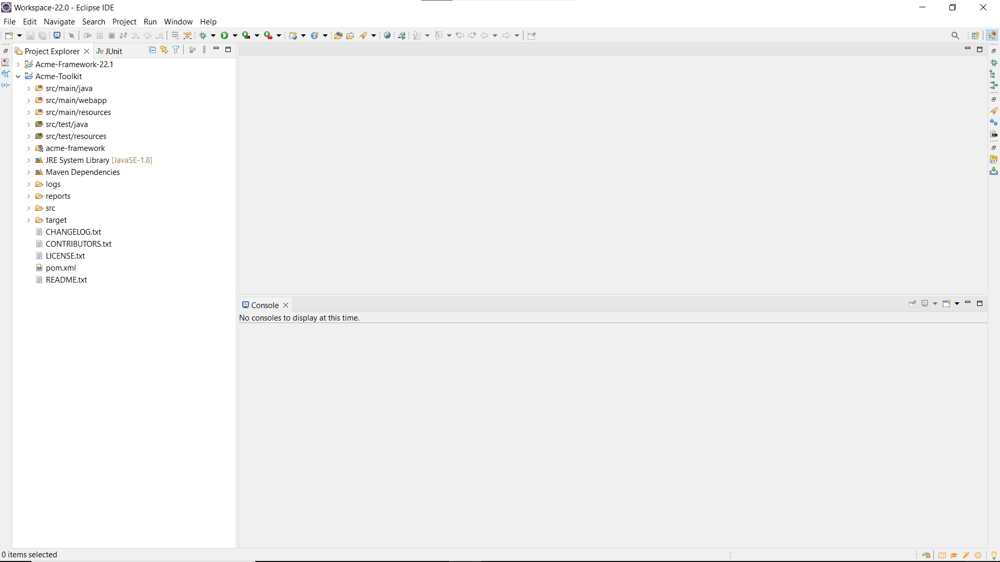 Workspace-22.0 - Eclipse IDE
File Edit Navigate Search Project Run Window Help
Project Explorer JUnit
Acme-Framework-22.1
Acme-Toolkit
src/main/java
src/main/webapp
src/main/resources
src/test/java
src/test/resources
acme-framework
JRE System Library [JavaSE-1.8]
Maven Dependencies
logs
reports
src
target
CHANGELOG.txt
CONTRIBUTORS.txt
LICENSE.txt
pom.xml
README.txt
Console
No consoles to display at this time.
0 items selected